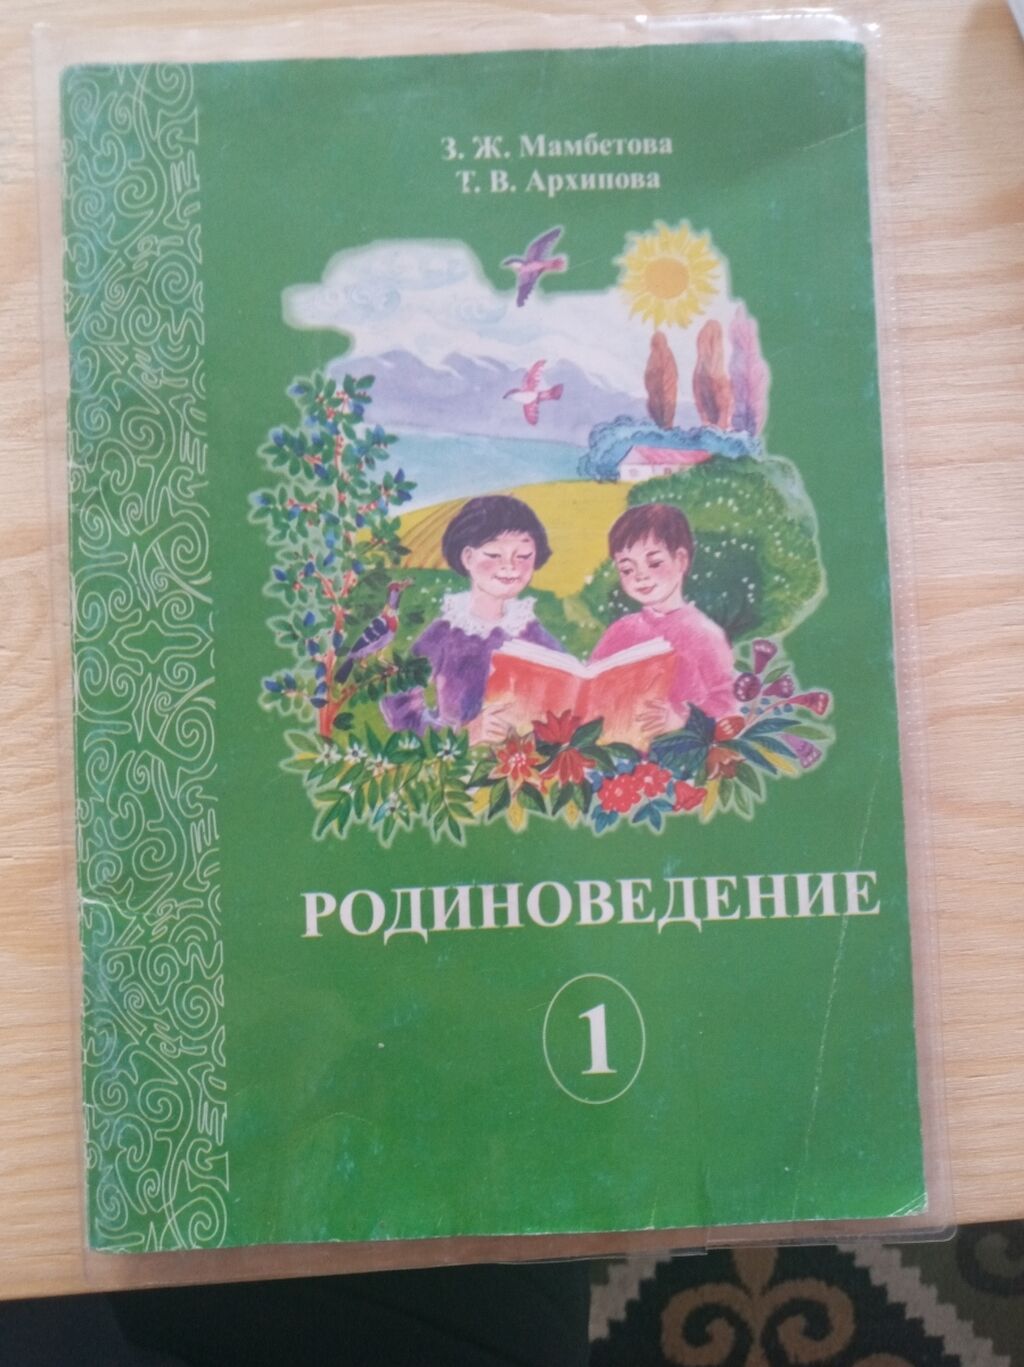 З. Ж. Мамбетова
Т. В. Архипова
РОДИНОВЕДЕНИЕ
1